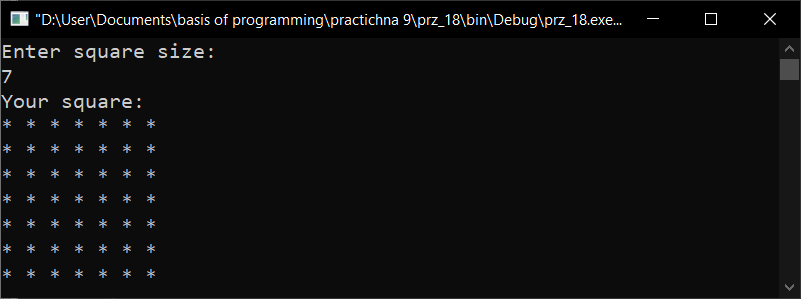 "D:\User\Documents\basis of programming\practichna 9\prz_18\bin\Debug\prz_18.exe...
Enter square size:
7
Your square:
* * * * * * *
* * * * * * *
* * * * * * *
* * * * * * *
* * * * * * *
* * * * * * *
* * * * * * *